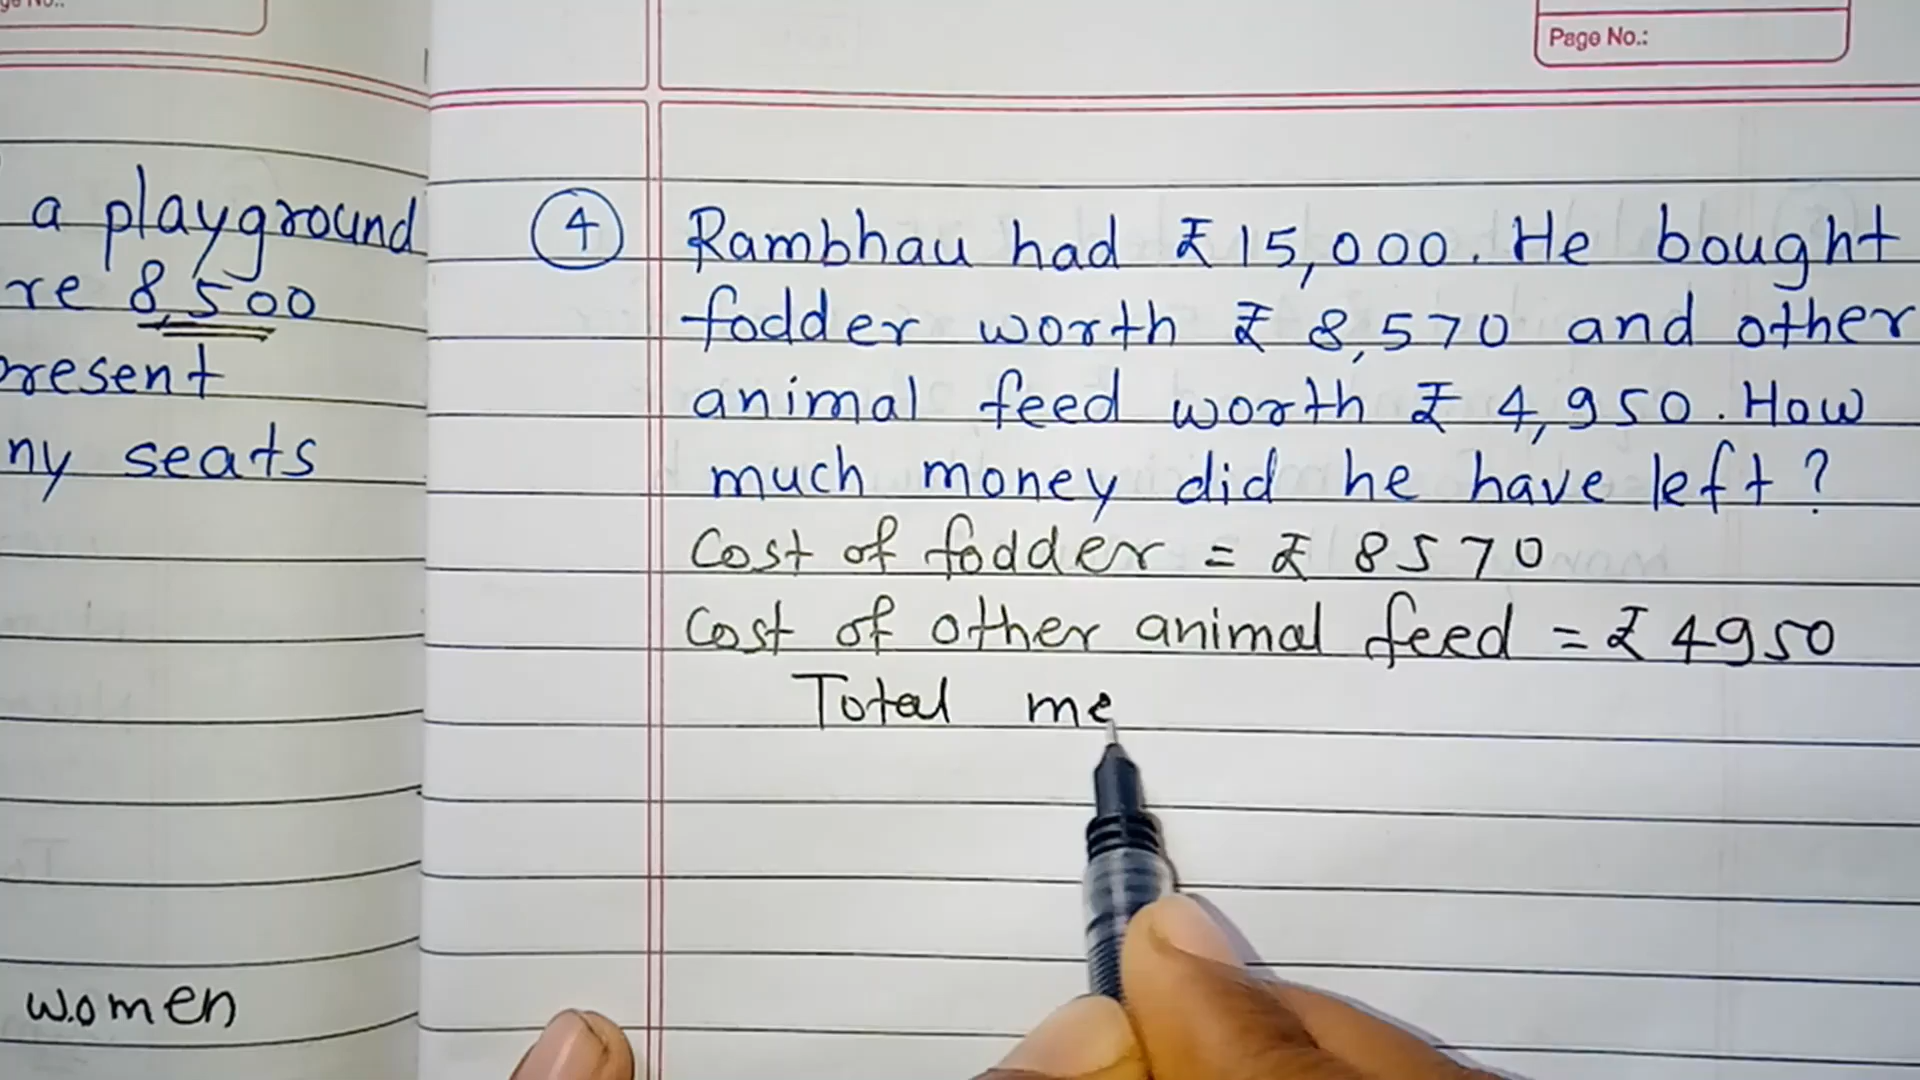 a playground
re 8,500
resent
ny seats
women
Page No.:
4 Rambhau had ₹ 15,000. He bought
fodder worth ₹ 8,570 and other
animal feed worth ₹ 4,950. How
much money did he have left?
Cost of fodder = ₹ 8570
Cost of other animal feed = ₹ 4950
Total me